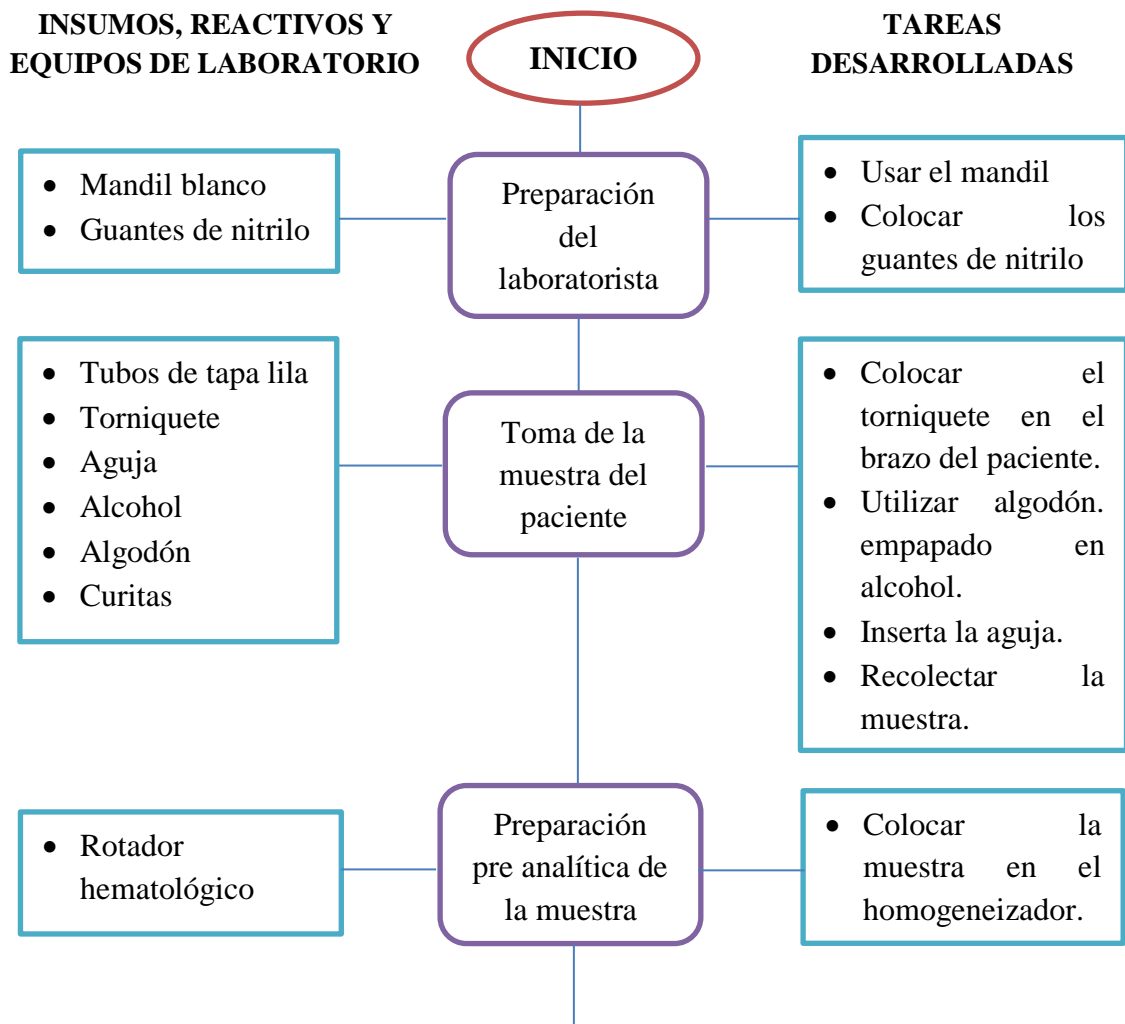 INSUMOS, REACTIVOS Y
EQUIPOS DE LABORATORIO
INICIO
TAREAS
DESARROLLADAS
• Mandil blanco
• Guantes de nitrilo
Preparación
del
laboratorista
• Usar el mandil
• Colocar los
guantes de nitrilo
• Tubos de tapa lila
• Torniquete
• Aguja
• Alcohol
• Algodón
• Curitas
Toma de la
muestra del
paciente
• Colocar el
torniquete en el
brazo del paciente.
• Utilizar algodón.
empapado en
alcohol.
• Inserta la aguja.
• Recolectar la
muestra.
• Rotador
hematológico
Preparación
pre analítica de
la muestra
• Colocar la
muestra en el
homogeneizador.